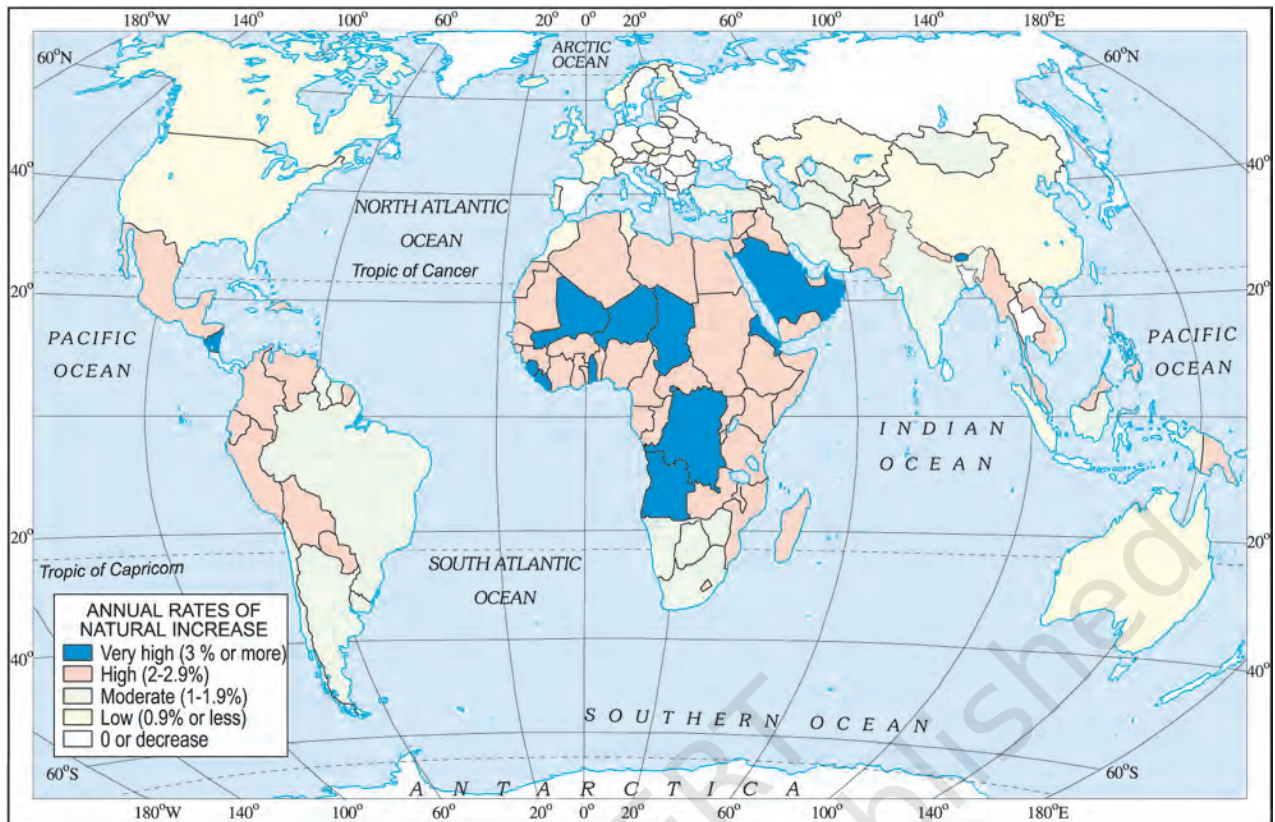 180°W 140° 100° 60° 20° 0° 20° 60° 100° 140° 180°E
60°N
ARCTIC
OCEAN
60°N
40°
40°
NORTH ATLANTIC
OCEAN
Tropic of Cancer
20°
20°
PACIFIC
OCEAN
PACIFIC
OCEAN
INDIAN
OCEAN
0°
0°
20°
20°
Tropic of Capricorn
SOUTH ATLANTIC
OCEAN
ANNUAL RATES OF
NATURAL INCREASE
Very high (3 % or more)
High (2-2.9%)
Moderate (1-1.9%)
Low (0.9% or less)
0 or decrease
40°
40°
SOUTHERN OCEAN
60°S
60°S
ANTARCTICA
180°W 140° 100° 60° 20° 0° 20° 60° 100° 140° 180°E